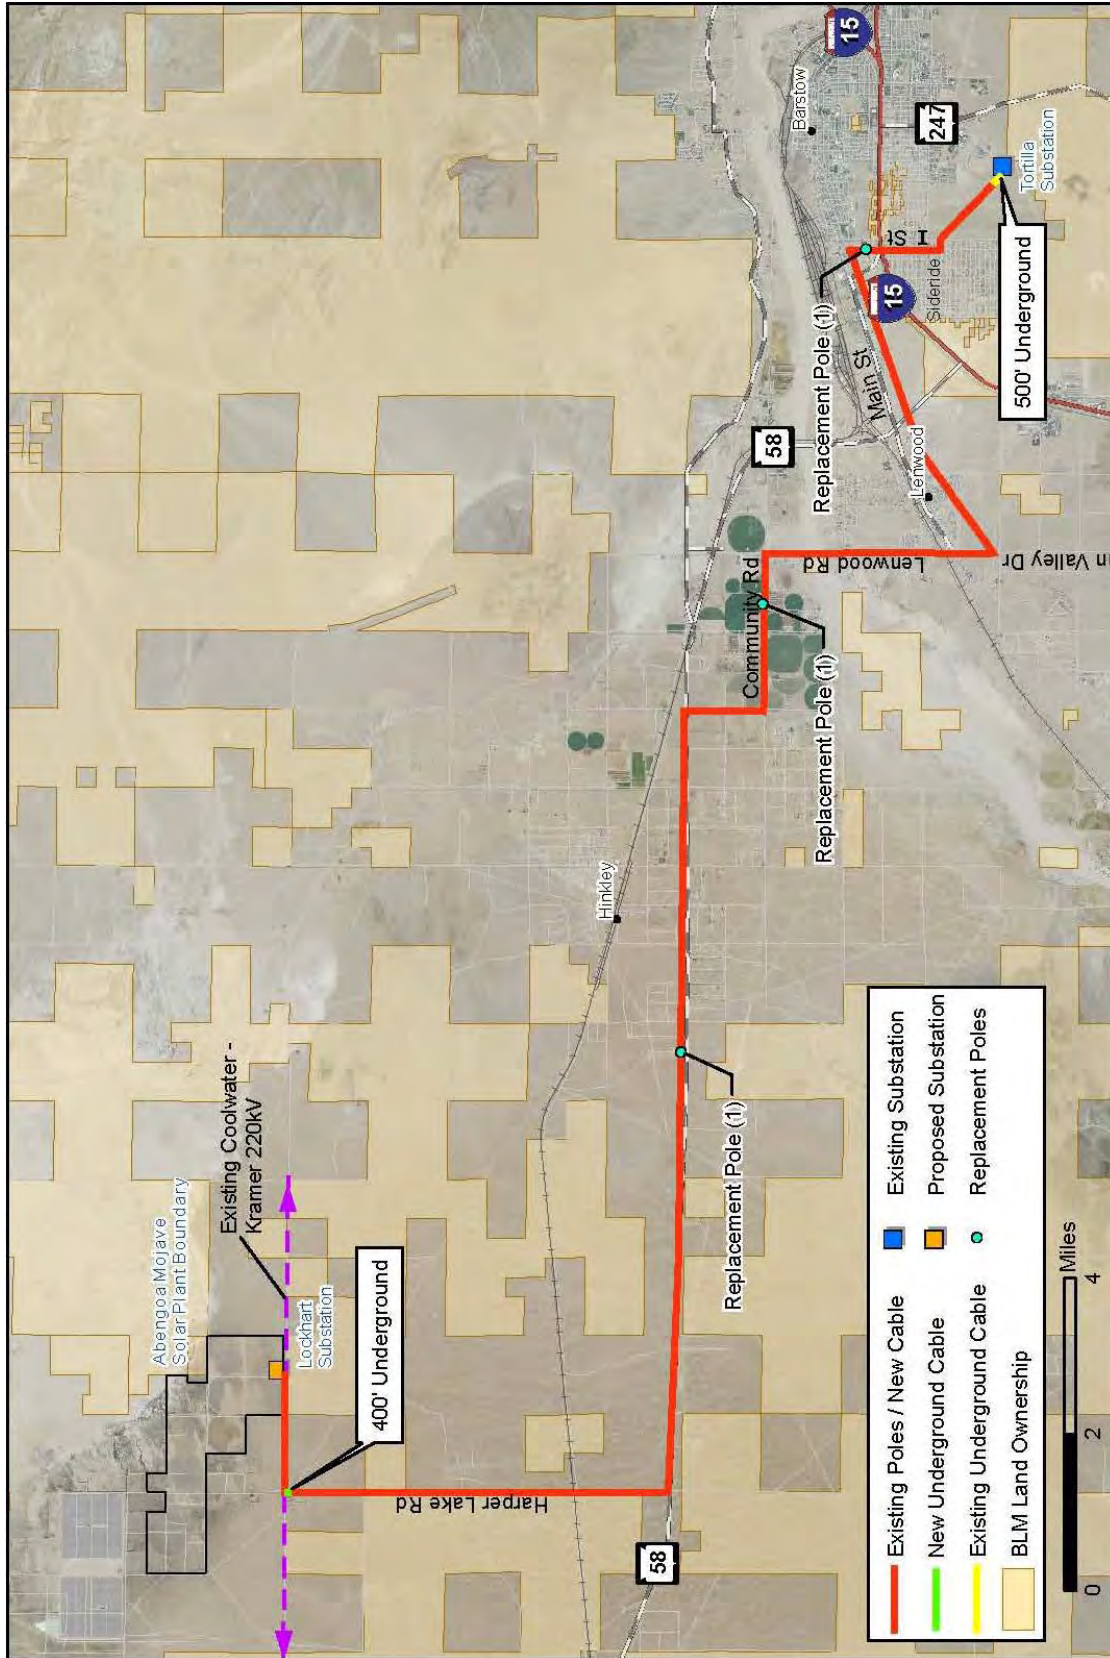 Abengoa Mojave
Solar Plant Boundary
Existing Coolwater -
Kramer 220kV
Lockhart
Substation
400' Underground
Harper Lake Rd
58
Hinkley
Replacement Pole (1)
Community Rd
Replacement Pole (1)
58
Lenwood Rd
Lenwood
Main St
Replacement Pole (1)
15
Barstow
15
I St
Sideride
247
Tortilla
Substation
500' Underground
n Valley Dr
Existing Poles / New Cable
New Underground Cable
Existing Underground Cable
BLM Land Ownership
Existing Substation
Proposed Substation
Replacement Poles
0
2
4
Miles